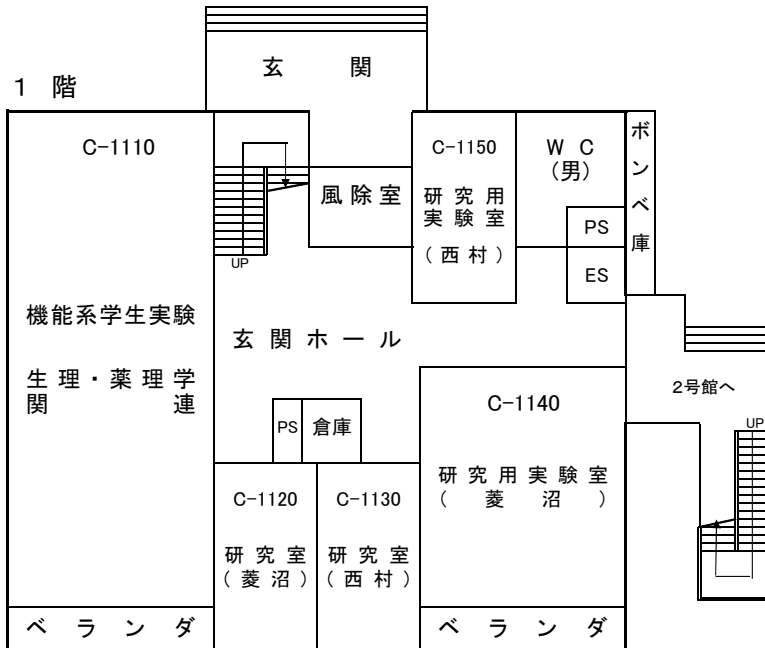 玄 関
1 階
C-1110
機能系学生実験
生理・薬理学
関 連
ベ ラ ン ダ
UP
風除室
C-1150
研究用
実験室
(西村)
W C
(男)
PS
ES
ボンベ庫
玄関ホール
PS
倉庫
C-1120
研究室
(菱沼)
C-1130
研究室
(西村)
C-1140
研究用実験室
( 菱 沼 )
ベ ラ ン ダ
2号館へ
UP